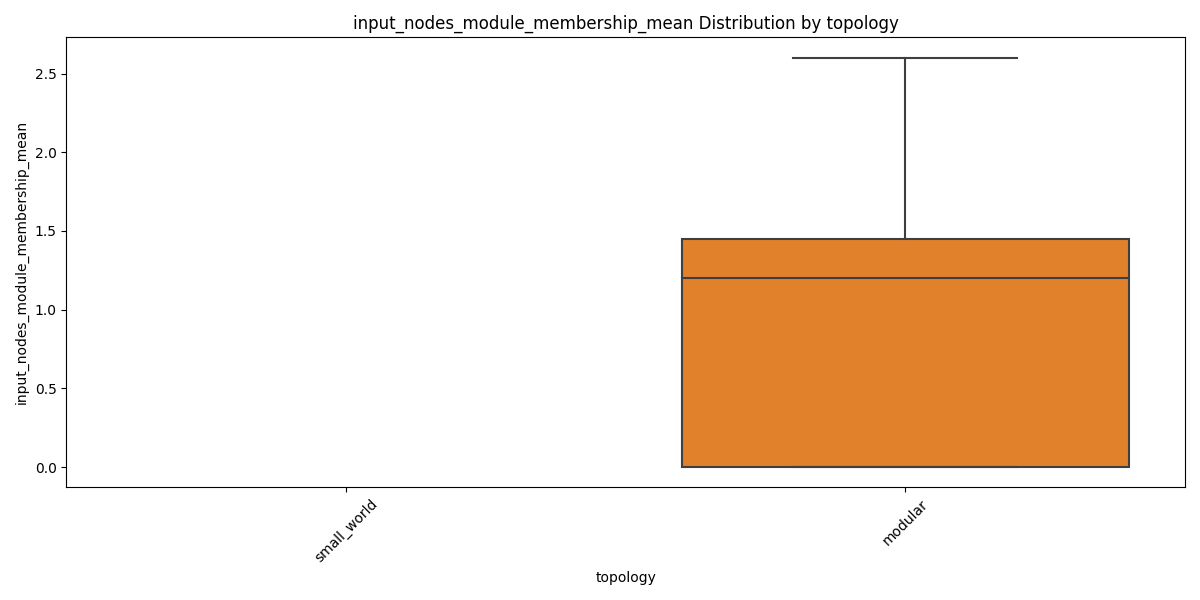 input_nodes_module_membership_mean Distribution by topology
input_nodes_module_membership_mean
2.5
2.0
1.5
1.0
0.5
0.0
small_world
modular
topology